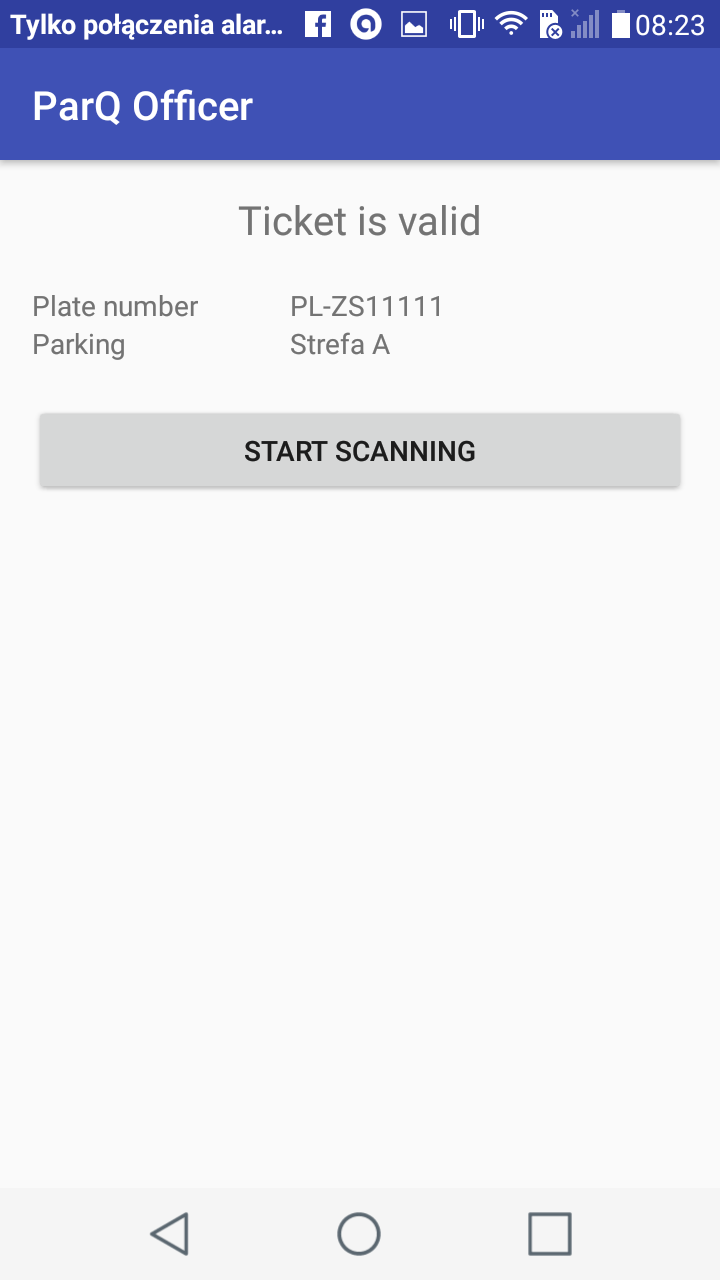 Tylko połączenia alar... 08:23
ParQ Officer
Ticket is valid
Plate number PL-ZS11111
Parking Strefa A
START SCANNING